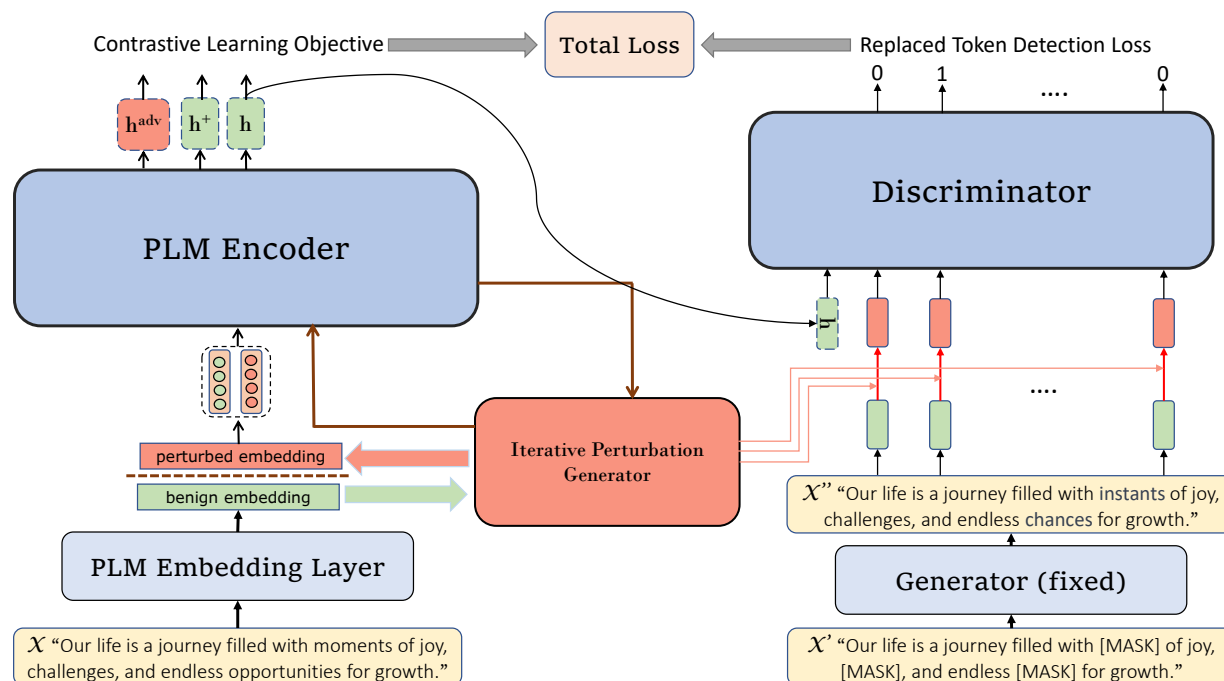 Contrastive Learning Objective
Total Loss
Replaced Token Detection Loss
0 1 .... 0
h^adv h^+ h
PLM Encoder
Discriminator
h
....
Iterative Perturbation
Generator
perturbed embedding
benign embedding
PLM Embedding Layer
X “Our life is a journey filled with moments of joy,
challenges, and endless opportunities for growth.”
X'' “Our life is a journey filled with instants of joy,
challenges, and endless chances for growth.”
Generator (fixed)
X' “Our life is a journey filled with [MASK] of joy,
[MASK], and endless [MASK] for growth.”